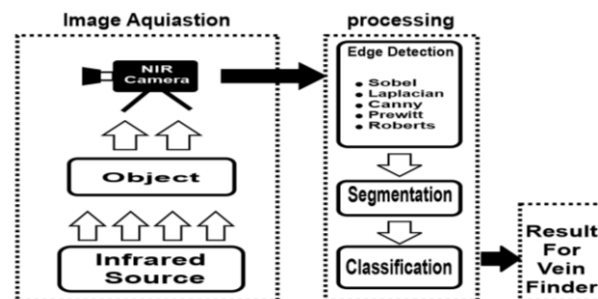 Image Aquiastion
NIR
Camera
Object
Infrared
Source
processing
Edge Detection
Sobel
Laplacian
Canny
Prewitt
Roberts
Segmentation
Classification
Result
For
Vein
Finder